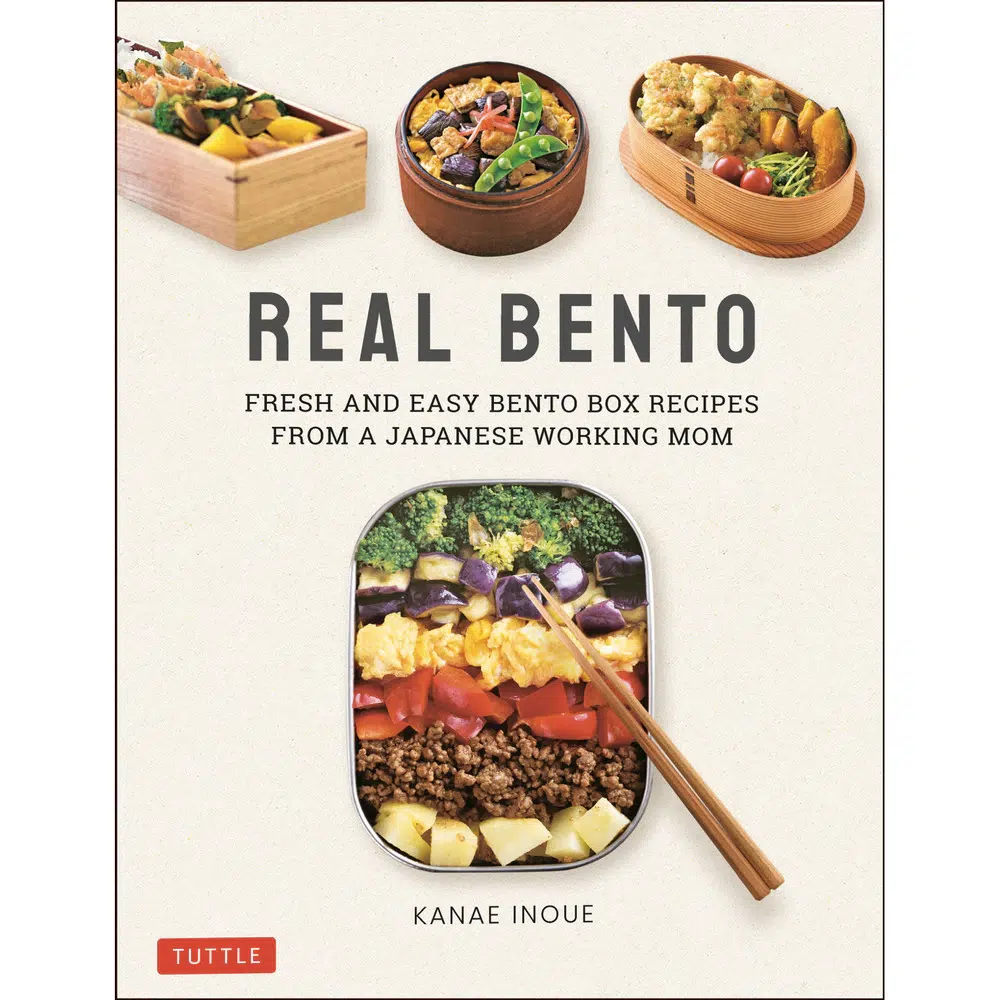 REAL BENTO
FRESH AND EASY BENTO BOX RECIPES
FROM A JAPANESE WORKING MOM
KANAE INOUE
TUTTLE